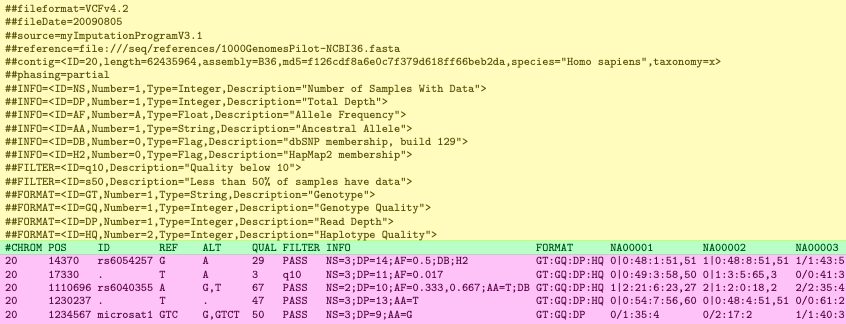 ##fileformat=VCFv4.2
##fileDate=20090805
##source=myImputationProgramV3.1
##reference=file:///seq/references/1000GenomesPilot-NCBI36.fasta
##contig=<ID=20,length=62435964,assembly=B36,md5=f126cdf8a6e0c7f379d618ff66beb2da,species="Homo sapiens",taxonomy=x>
##phasing=partial
##INFO=<ID=NS,Number=1,Type=Integer,Description="Number of Samples With Data">
##INFO=<ID=DP,Number=1,Type=Integer,Description="Total Depth">
##INFO=<ID=AF,Number=A,Type=Float,Description="Allele Frequency">
##INFO=<ID=AA,Number=1,Type=String,Description="Ancestral Allele">
##INFO=<ID=DB,Number=0,Type=Flag,Description="dbSNP membership, build 129">
##INFO=<ID=H2,Number=0,Type=Flag,Description="HapMap2 membership">
##FILTER=<ID=q10,Description="Quality below 10">
##FILTER=<ID=s50,Description="Less than 50% of samples have data">
##FORMAT=<ID=GT,Number=1,Type=String,Description="Genotype">
##FORMAT=<ID=GQ,Number=1,Type=Integer,Description="Genotype Quality">
##FORMAT=<ID=DP,Number=1,Type=Integer,Description="Read Depth">
##FORMAT=<ID=HQ,Number=2,Type=Integer,Description="Haplotype Quality">
#CHROM POS ID REF ALT QUAL FILTER INFO FORMAT NA00001 NA00002 NA00003
20 14370 rs6054257 G A 29 PASS NS=3;DP=14;AF=0.5;DB;H2 GT:GQ:DP:HQ 0|0:48:1:51,51 1|0:48:8:51,51 1/1:43:5
20 17330 . T A 3 q10 NS=3;DP=11;AF=0.017 GT:GQ:DP:HQ 0|0:49:3:58,50 0|1:3:5:65,3 0/0:41:3
20 1110696 rs6040355 A G,T 67 PASS NS=2;DP=10;AF=0.333,0.667;AA=T;DB GT:GQ:DP:HQ 1|2:21:6:23,27 2|1:2:0:18,2 2/2:35:4
20 1230237 . T . 47 PASS NS=3;DP=13;AA=T GT:GQ:DP:HQ 0|0:54:7:56,60 0|0:48:4:51,51 0/0:61:2
20 1234567 microsat1 GTC G,GTCT 50 PASS NS=3;DP=9;AA=G GT:GQ:DP 0/1:35:4 0/2:17:2 1/1:40:3